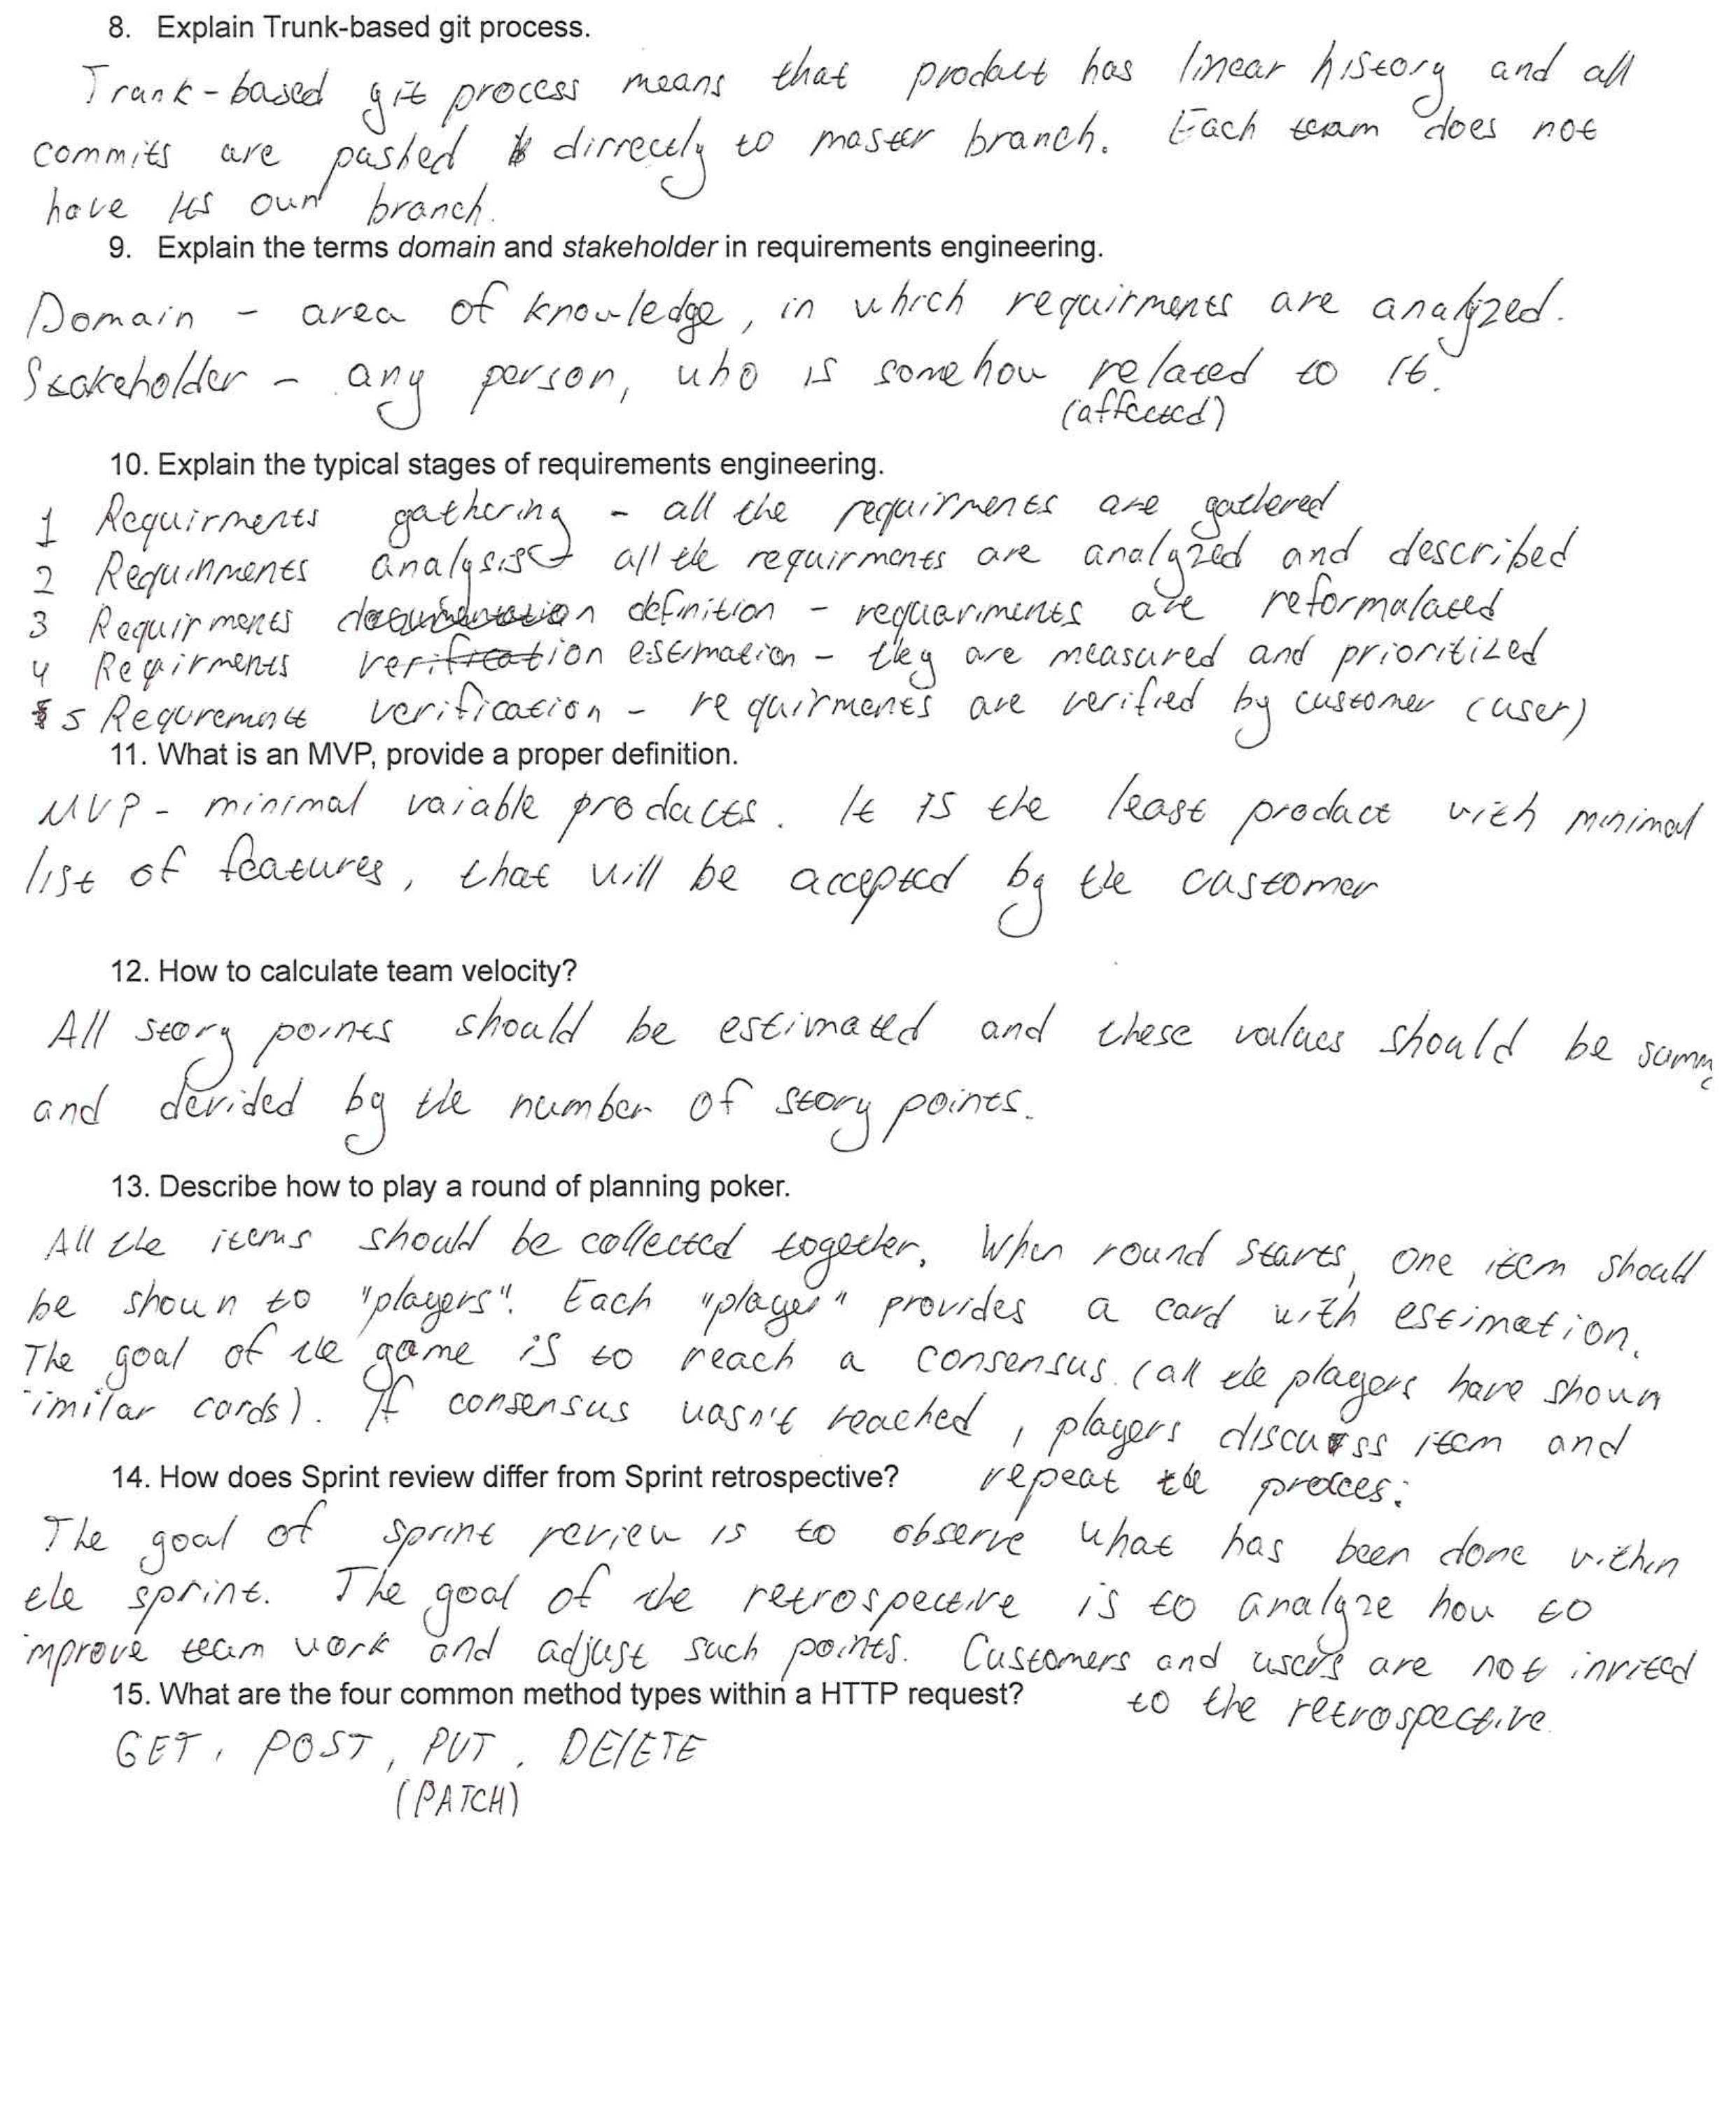 8. Explain Trunk-based git process.
Trunk-based git process means that product has linear history and all
commits are pushed dirrectly to master branch. Each team does not
have its own branch.
9. Explain the terms domain and stakeholder in requirements engineering.
Domain - area of knowledge, in which requirments are analyzed.
Stakeholder - any person, who is somehow related to it.
(affected)
10. Explain the typical stages of requirements engineering.
1 Requirments gathering - all the requirments are gathered
2 Requirnments analysis - all the requirments are analyzed and described
3 Requirments documentation definition - requeriments are reformulated
4 Reqirments verification estimation - they are measured and prioritized
5 Requrements verification - requirments are verified by customer (user)
11. What is an MVP, provide a proper definition.
MVP - minimal vaiable products. It is the least product with minimal
list of features, that will be accepted by the customer
12. How to calculate team velocity?
All story points should be estimated and these values should be summ
and devided by the number of story points.
13. Describe how to play a round of planning poker.
All the items should be collected together. When round starts, one item should
be shown to "players". Each "player" provides a card with estimation.
The goal of the game is to reach a consensus. (all the players have shown
imilar cards). If consensus wasn't reached, players discuss item and
repeat the procces.
14. How does Sprint review differ from Sprint retrospective?
The goal of sprint review is to observe what has been done within
the sprint. The goal of the retrospective is to analyze how to
improve team work and adjust such points. Customers and users are not invited
to the retrospective.
15. What are the four common method types within a HTTP request?
GET, POST, PUT, DELETE
(PATCH)